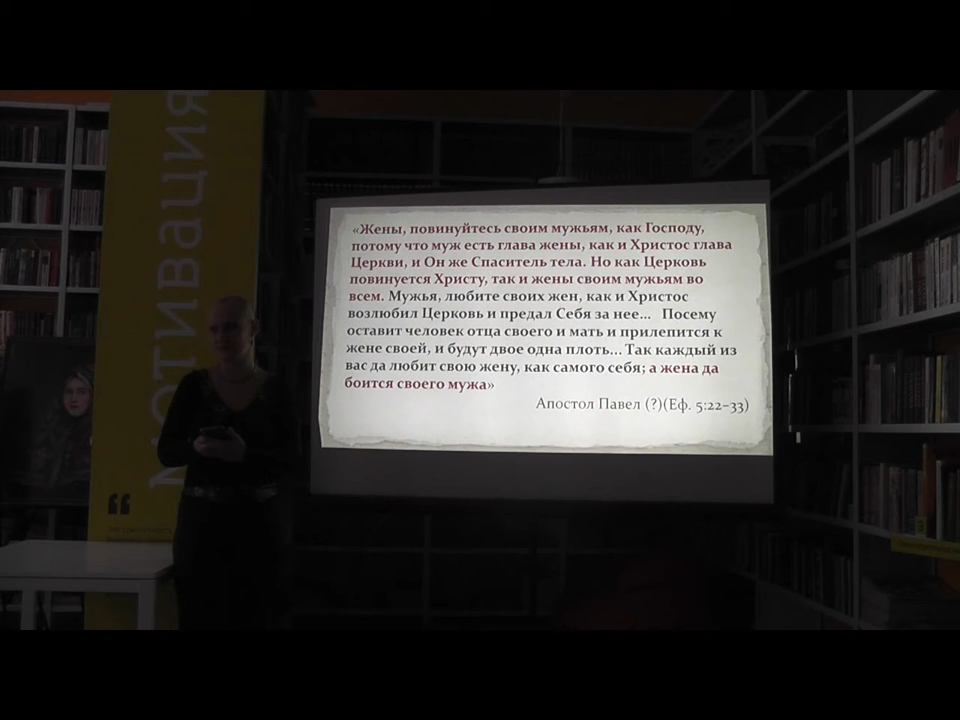 мотивация
«Жены, повинуйтесь своим мужьям, как Господу,
потому что муж есть глава жены, как и Христос глава
Церкви, и Он же Спаситель тела. Но как Церковь
повинуется Христу, так и жены своим мужьям во
всем. Мужья, любите своих жен, как и Христос
возлюбил Церковь и предал Себя за нее... Посему
оставит человек отца своего и мать и прилепится к
жене своей, и будут двое одна плоть... Так каждый из
вас да любит свою жену, как самого себя; а жена да
боится своего мужа»
Апостол Павел (?)(Еф. 5:22–33)